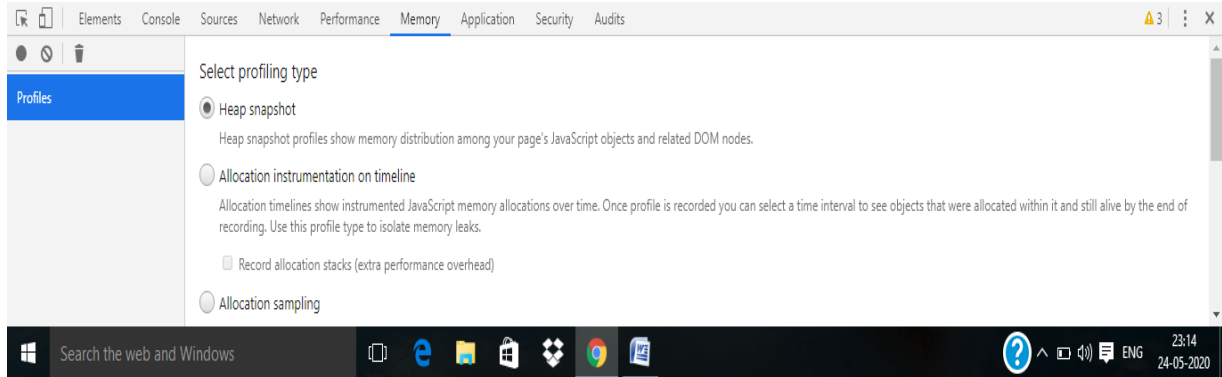 Elements Console Sources Network Performance Memory Application Security Audits 3
Profiles
Select profiling type
Heap snapshot
Heap snapshot profiles show memory distribution among your page's JavaScript objects and related DOM nodes.
Allocation instrumentation on timeline
Allocation timelines show instrumented JavaScript memory allocations over time. Once profile is recorded you can select a time interval to see objects that were allocated within it and still alive by the end of
recording. Use this profile type to isolate memory leaks.
Record allocation stacks (extra performance overhead)
Allocation sampling
Search the web and Windows
ENG
23:14
24-05-2020